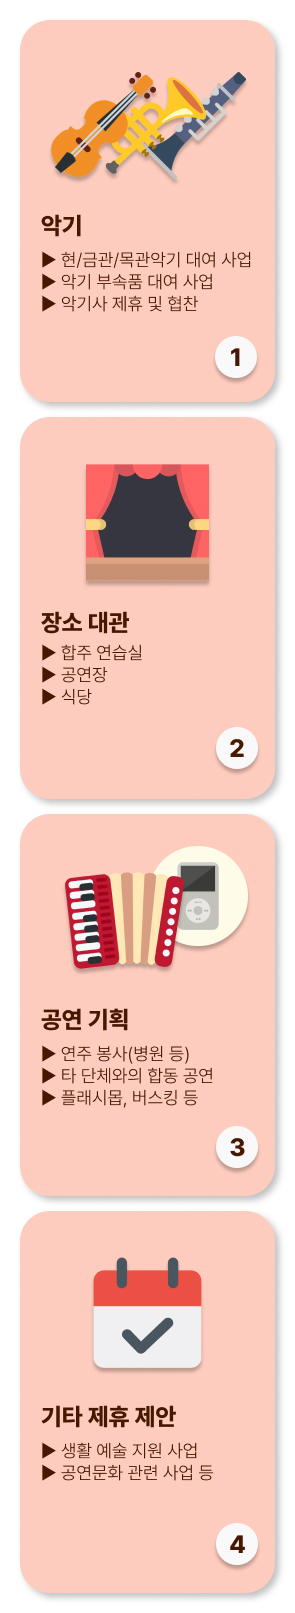 악기
▶ 현/금관/목관악기 대여 사업
▶ 악기 부속품 대여 사업
▶ 악기사 제휴 및 협찬
1
장소 대관
▶ 합주 연습실
▶ 공연장
▶ 식당
2
공연 기획
▶ 연주 봉사(병원 등)
▶ 타 단체와의 합동 공연
▶ 플래시몹, 버스킹 등
3
기타 제휴 제안
▶ 생활 예술 지원 사업
▶ 공연문화 관련 사업 등
4